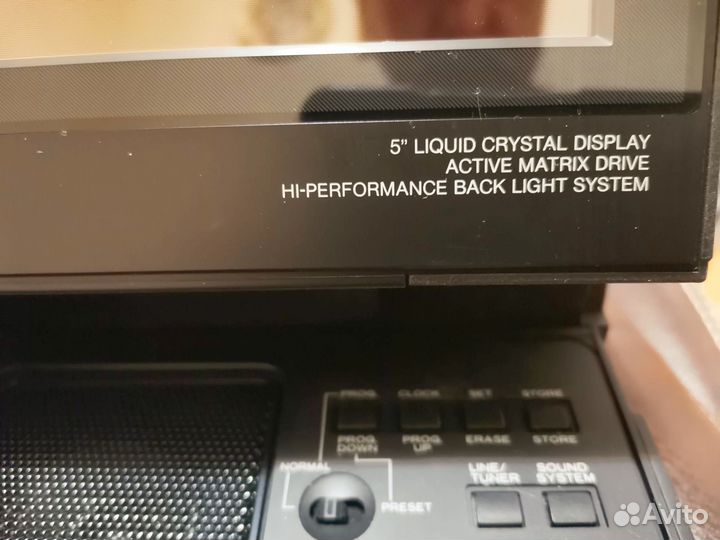 5" LIQUID CRYSTAL DISPLAY
ACTIVE MATRIX DRIVE
HI-PERFORMANCE BACK LIGHT SYSTEM
PROG. CLOCK SET STORE
PROG. DOWN PROG. UP ERASE STORE
NORMAL
PRESET
LINE/ TUNER
SOUND SYSTEM
Avito